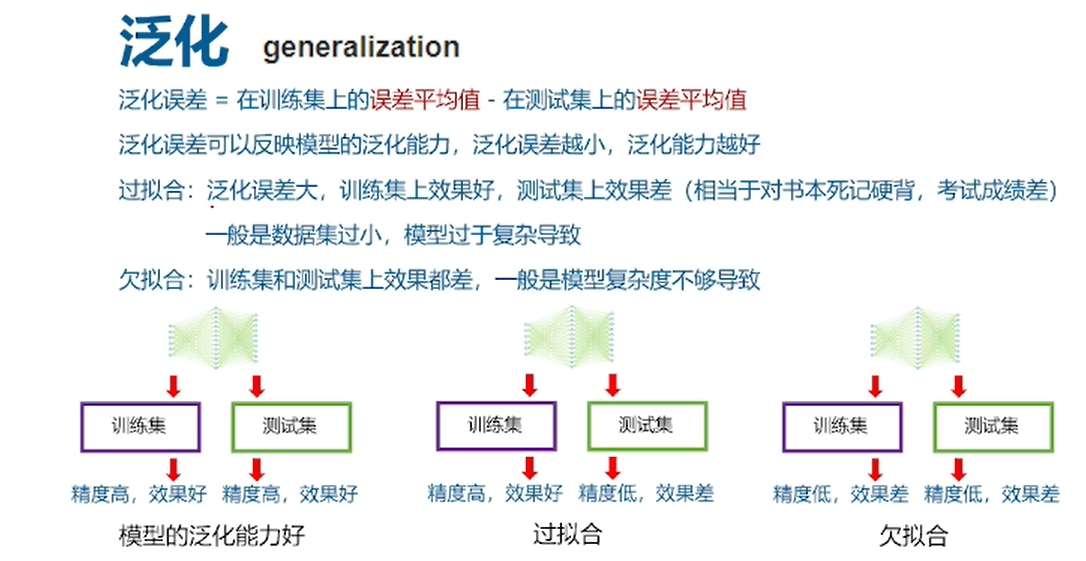 泛化 generalization
泛化误差 = 在训练集上的误差平均值 - 在测试集上的误差平均值
泛化误差可以反映模型的泛化能力，泛化误差越小，泛化能力越好
过拟合：泛化误差大，训练集上效果好，测试集上效果差（相当于对书本死记硬背，考试成绩差）
一般是数据集过小，模型过于复杂导致
欠拟合：训练集和测试集上效果都差，一般是模型复杂度不够导致
训练集 测试集 训练集 测试集 训练集 测试集
精度高，效果好 精度高，效果好 精度高，效果好 精度低，效果差 精度低，效果差 精度低，效果差
模型的泛化能力好 过拟合 欠拟合